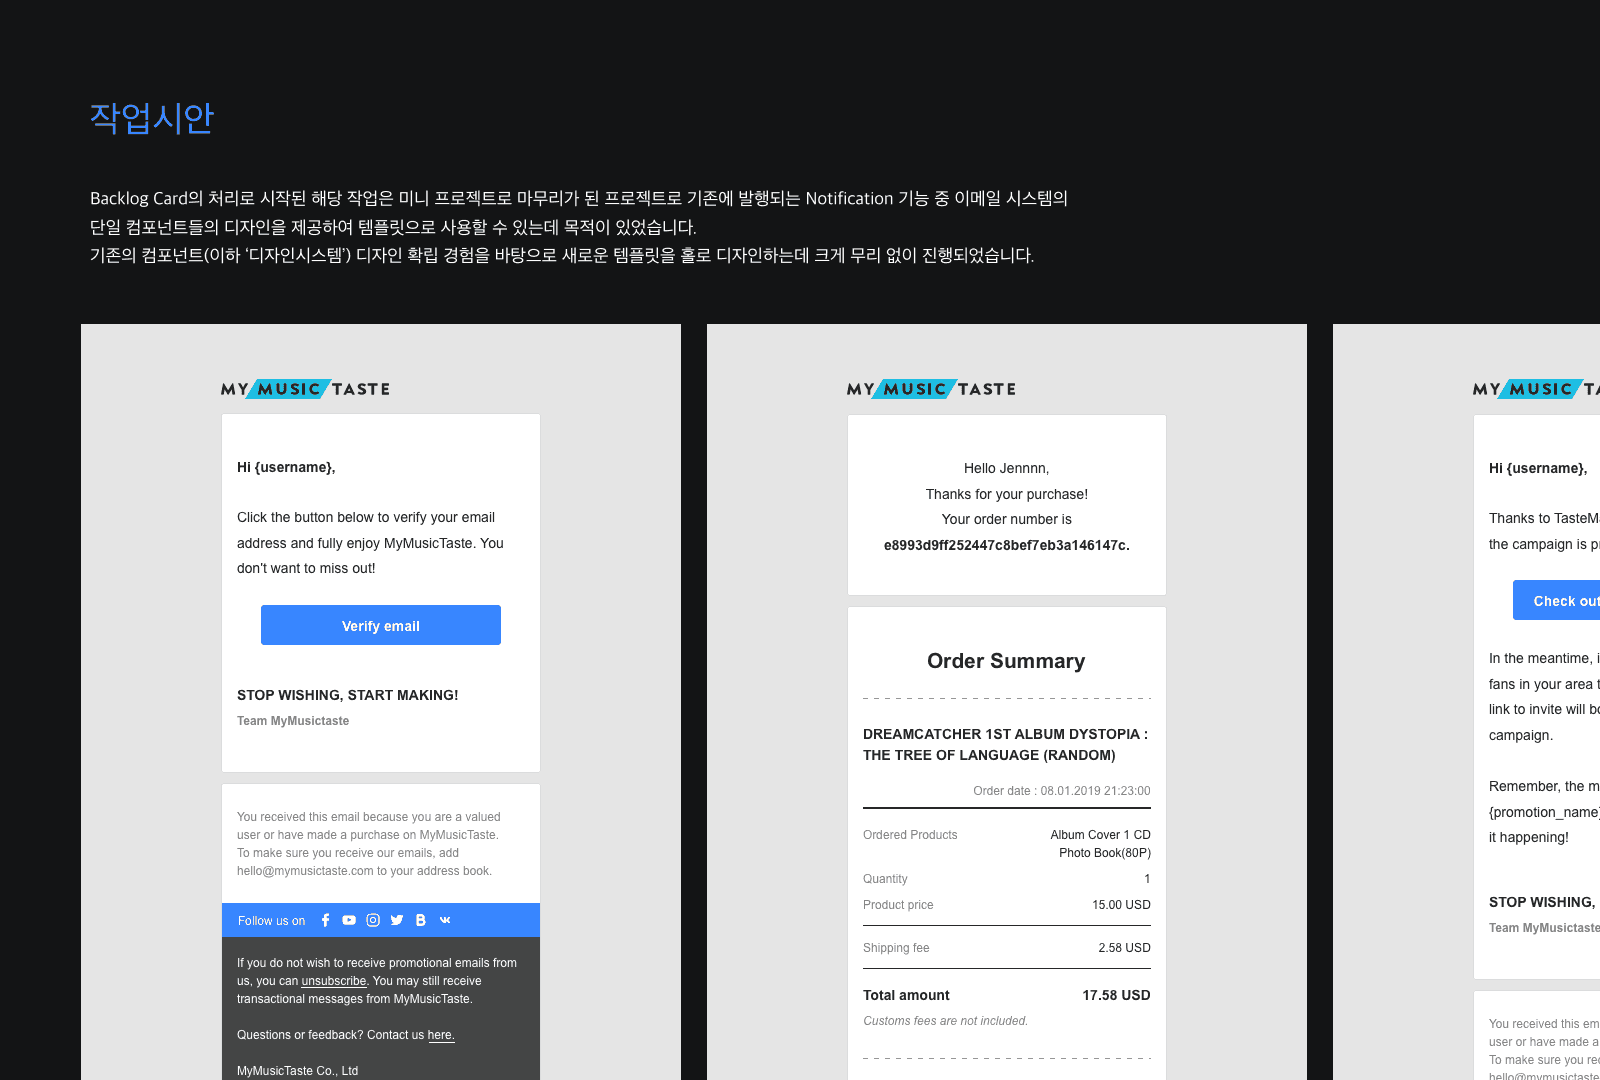 작업시안
Backlog Card의 처리로 시작된 해당 작업은 미니 프로젝트로 마무리가 된 프로젝트로 기존에 발행되는 Notification 기능 중 이메일 시스템의
단일 컴포넌트들의 디자인을 제공하여 템플릿으로 사용할 수 있는데 목적이 있었습니다.
기존의 컴포넌트(이하 ‘디자인시스템’) 디자인 확립 경험을 바탕으로 새로운 템플릿을 홀로 디자인하는데 크게 무리 없이 진행되었습니다.
MY MUSIC TASTE
Hi {username},
Click the button below to verify your email
address and fully enjoy MyMusicTaste. You
don't want to miss out!
Verify email
STOP WISHING, START MAKING!
Team MyMusictaste
You received this email because you are a valued
user or have made a purchase on MyMusicTaste.
To make sure you receive our emails, add
hello@mymusictaste.com to your address book.
Follow us on
If you do not wish to receive promotional emails from
us, you can unsubscribe. You may still receive
transactional messages from MyMusicTaste.
Questions or feedback? Contact us here.
MyMusicTaste Co., Ltd
MY MUSIC TASTE
Hello Jennnn,
Thanks for your purchase!
Your order number is
e8993d9ff252447c8bef7eb3a146147c.
Order Summary
DREAMCATCHER 1ST ALBUM DYSTOPIA :
THE TREE OF LANGUAGE (RANDOM)
Order date : 08.01.2019 21:23:00
Ordered Products Album Cover 1 CD
Photo Book(80P)
Quantity 1
Product price 15.00 USD
Shipping fee 2.58 USD
Total amount 17.58 USD
Customs fees are not included.
MY MUSIC
Hi {username},
Thanks to
the campaign is
Check out
In the meantime,
fans in your area
link to invite will
campaign.
Remember, the
{promotion_name}
it happening!
STOP WISHING,
Team MyMusictaste
You received this
user or have made a
To make sure you
hello@mymusictaste